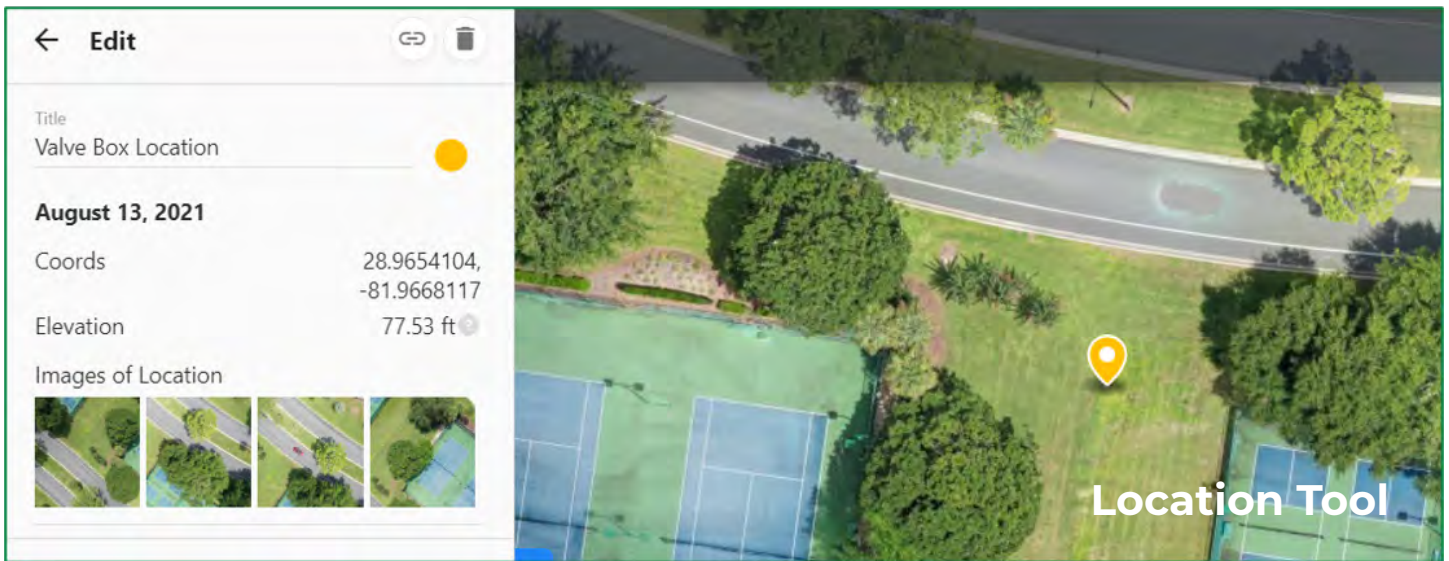 Edit
Title
Valve Box Location
August 13, 2021
Coords 28.9654104,
-81.9668117
Elevation 77.53 ft ?
Images of Location
Location Tool